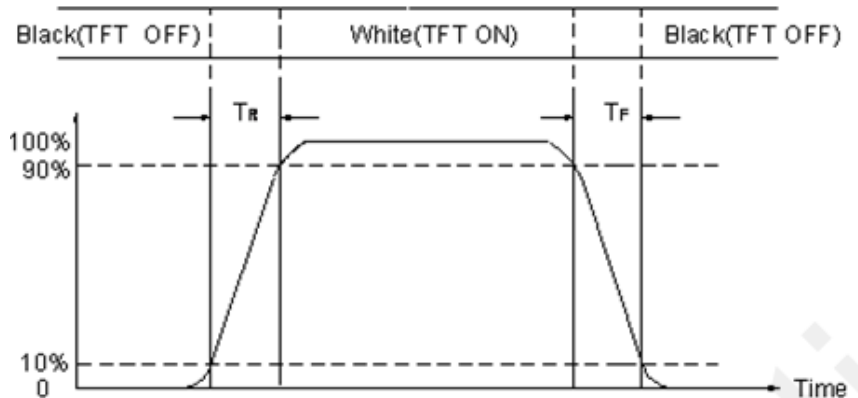 Black(TFT OFF) White(TFT ON) Black(TFT OFF)
TR TF
100%
90%
10%
0 Time